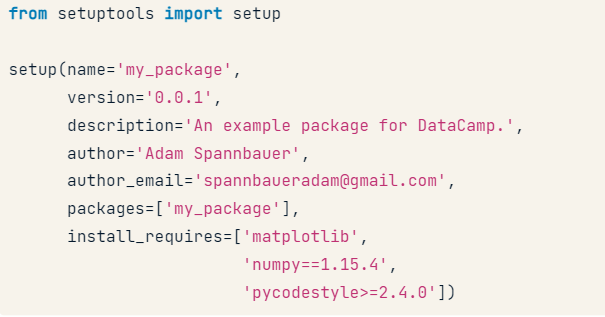 from setuptools import setup

setup(name='my_package',
      version='0.0.1',
      description='An example package for DataCamp.',
      author='Adam Spannbauer',
      author_email='spannbaueradam@gmail.com',
      packages=['my_package'],
      install_requires=['matplotlib',
                        'numpy==1.15.4',
                        'pycodestyle>=2.4.0'])